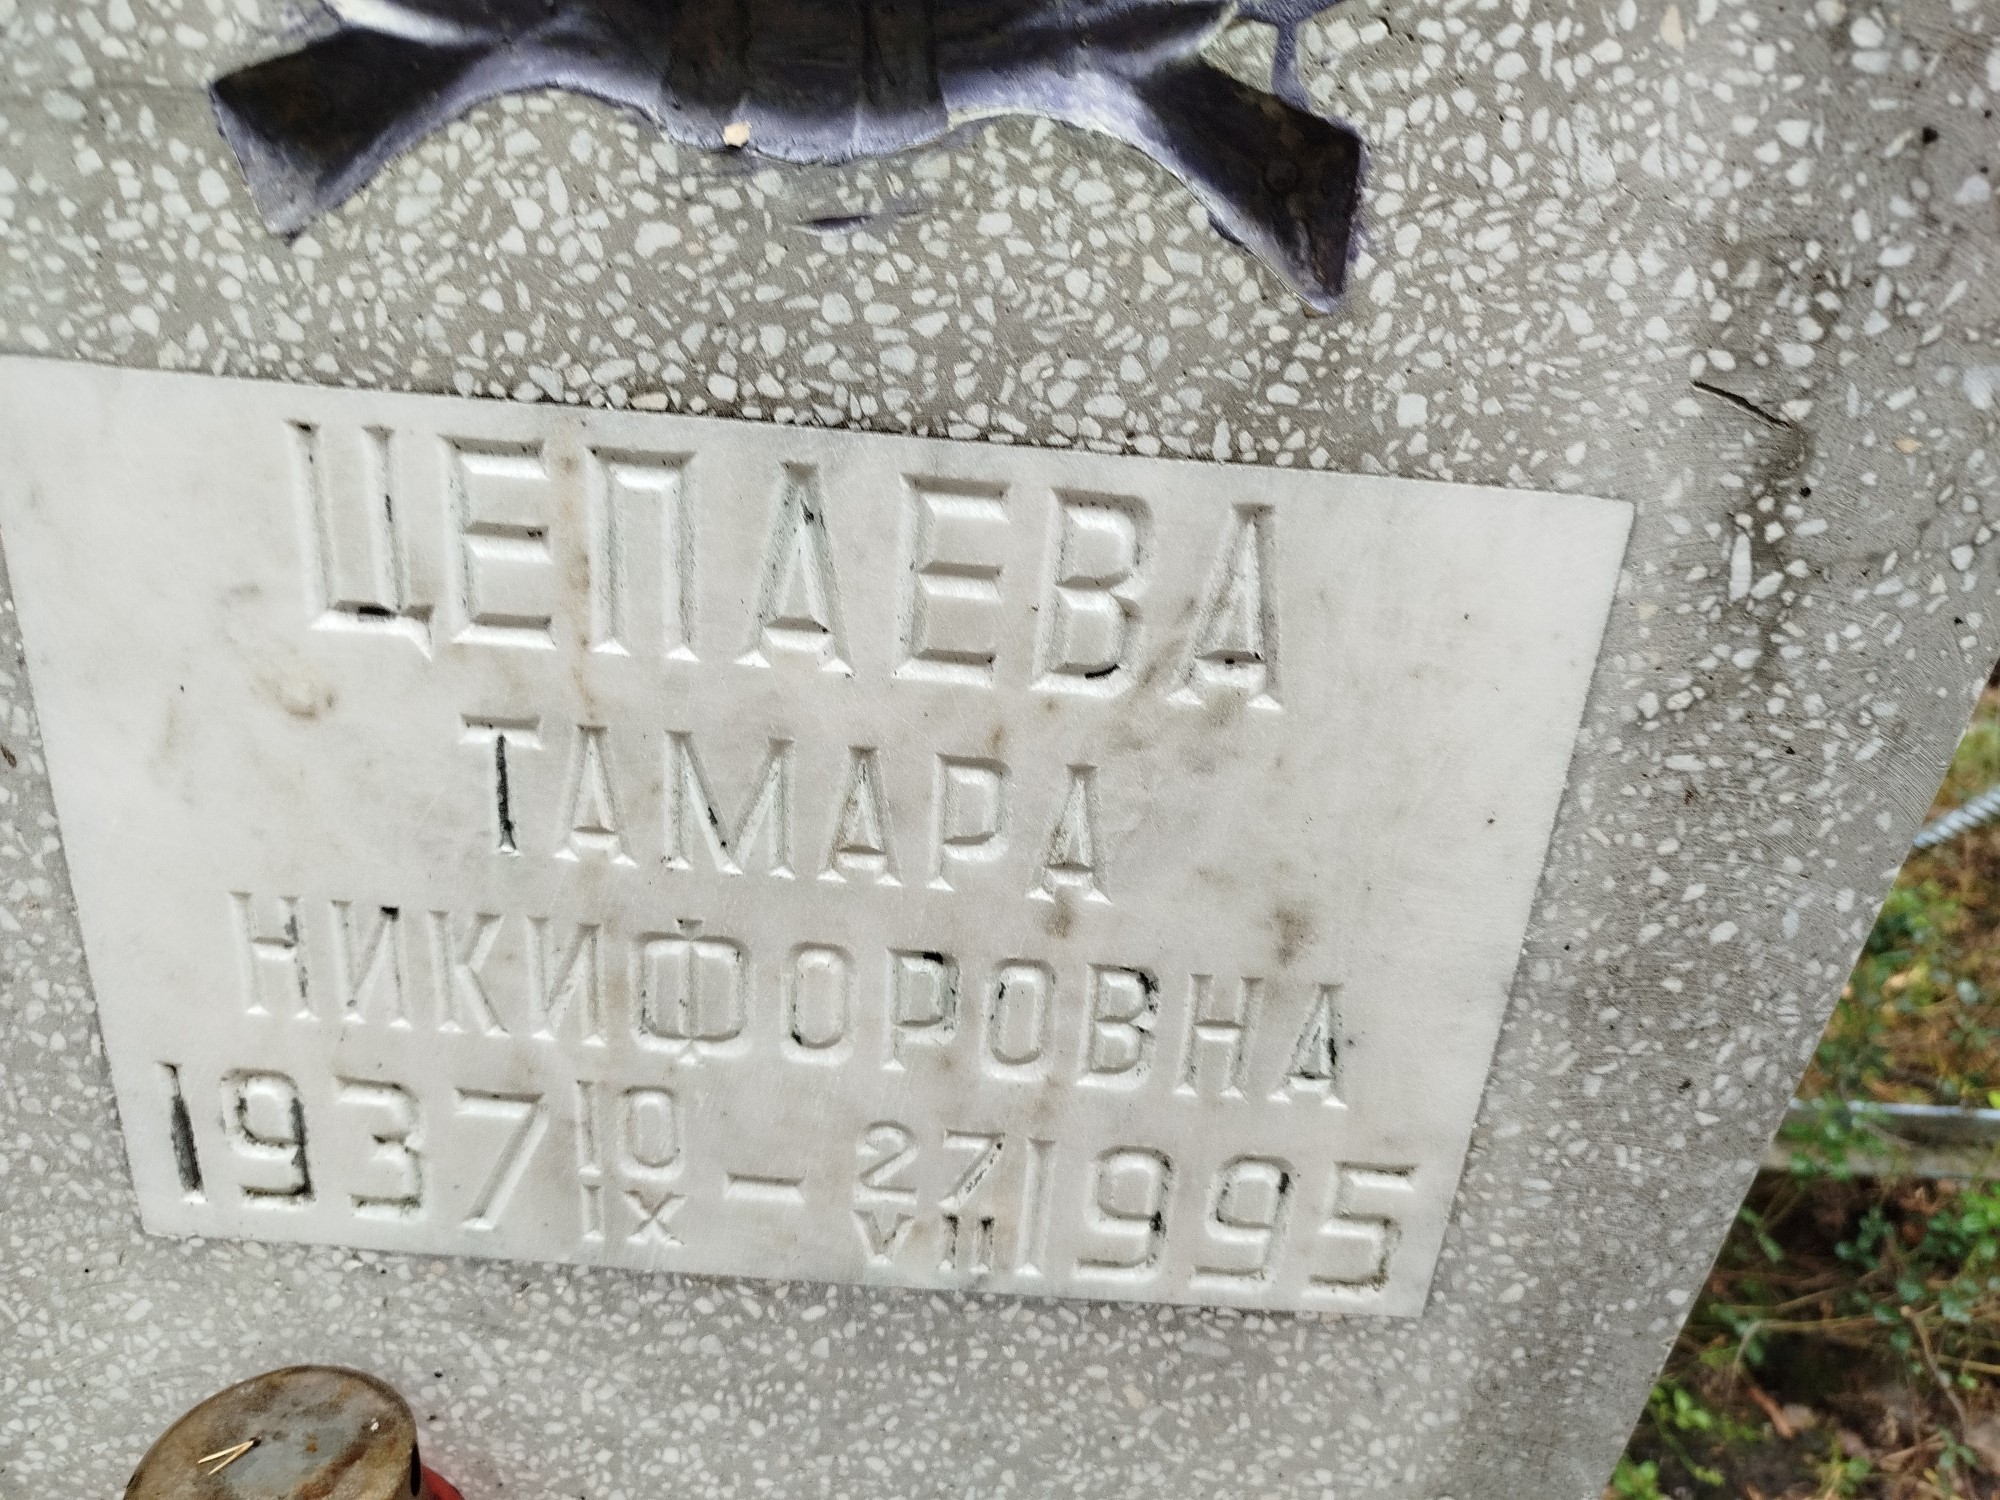 ЦЕПАЕВА
ТАМАРА
НИКИФОРОВНА
1937 10 IX – 27 VII 1995